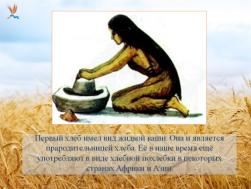 Первый хлеб имел вид жидкой каши. Она и является
прародительницей хлеба. Её в наше время ещё
употребляют в виде хлебной похлебки в некоторых
странах Африки и Азии.